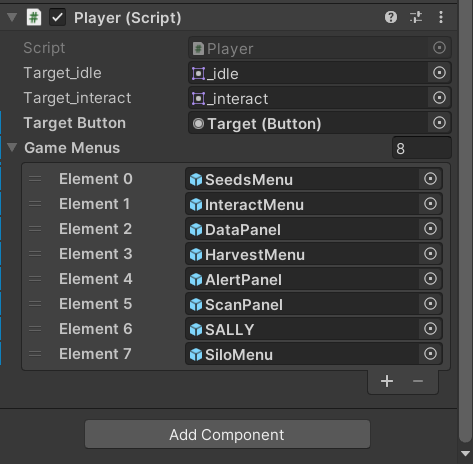 Player (Script)
Script Player
Target_idle _idle
Target_interact _interact
Target Button Target (Button)
Game Menus 8
Element 0 SeedsMenu
Element 1 InteractMenu
Element 2 DataPanel
Element 3 HarvestMenu
Element 4 AlertPanel
Element 5 ScanPanel
Element 6 SALLY
Element 7 SiloMenu
Add Component